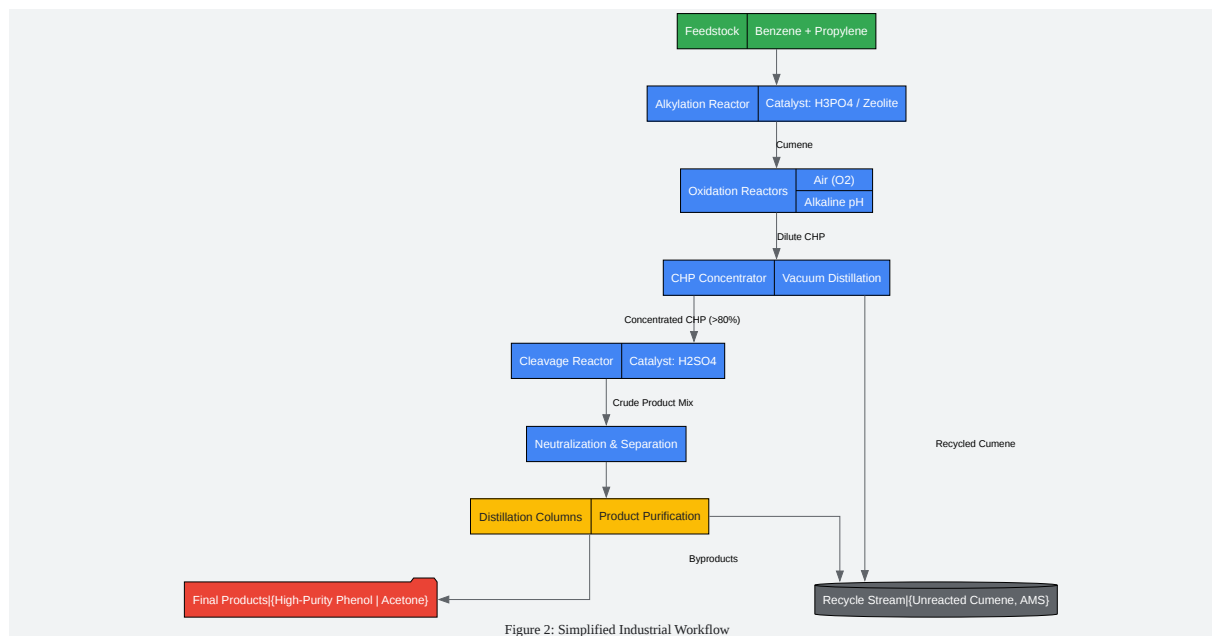 Feedstock
Benzene + Propylene
Alkylation Reactor
Catalyst: H3PO4 / Zeolite
Cumene
Oxidation Reactors
Air (O2)
Alkaline pH
Dilute CHP
CHP Concentrator
Vacuum Distillation
Concentrated CHP (>80%)
Cleavage Reactor
Catalyst: H2SO4
Crude Product Mix
Neutralization & Separation
Recycled Cumene
Distillation Columns
Product Purification
Byproducts
Final Products|{High-Purity Phenol | Acetone}
Recycle Stream|{Unreacted Cumene, AMS}
Figure 2: Simplified Industrial Workflow